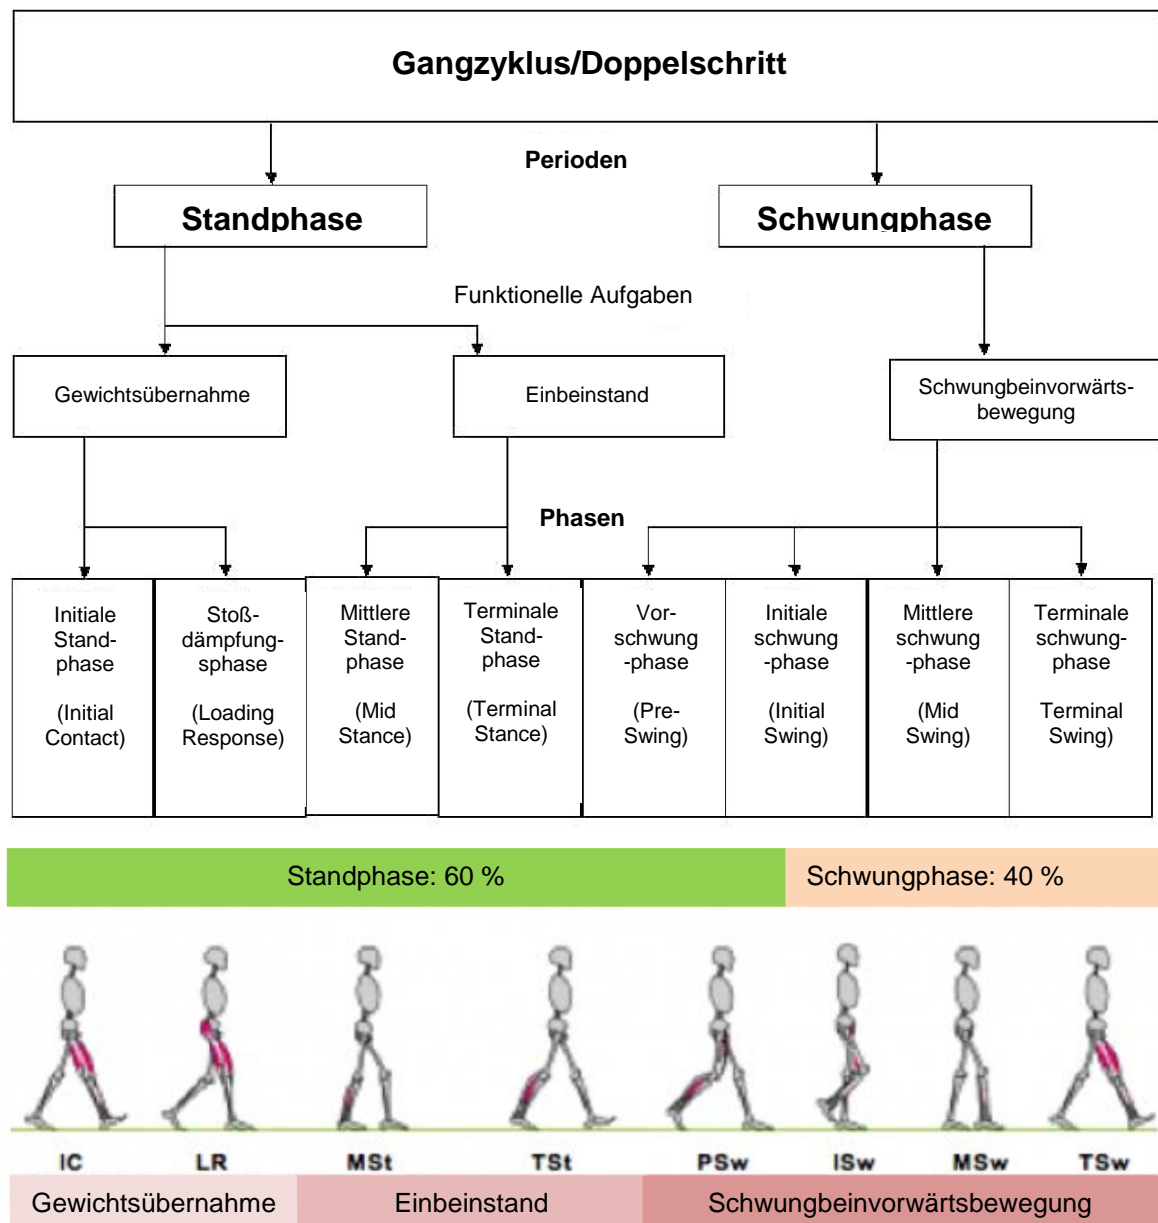 Gangzyklus/Doppelschritt
Perioden
Standphase
Schwungphase
Funktionelle Aufgaben
Gewichtsübernahme
Einbeinstand
Schwungbeinvorwärts-
bewegung
Phasen
Initiale
Stand-
phase
(Initial
Contact)
Stoß-
dämpfung-
sphase
(Loading
Response)
Mittlere
Stand-
phase
(Mid
Stance)
Terminale
Stand-
phase
(Terminal
Stance)
Vor-
schwung
-phase
(Pre-
Swing)
Initiale
schwung
-phase
(Initial
Swing)
Mittlere
schwung
-phase
(Mid
Swing)
Terminale
schwung-
phase
Terminal
Swing)
Standphase: 60 %
Schwungphase: 40 %
IC
LR
MSt
TSt
PSw
ISw
MSw
TSw
Gewichtsübernahme
Einbeinstand
Schwungbeinvorwärtsbewegung